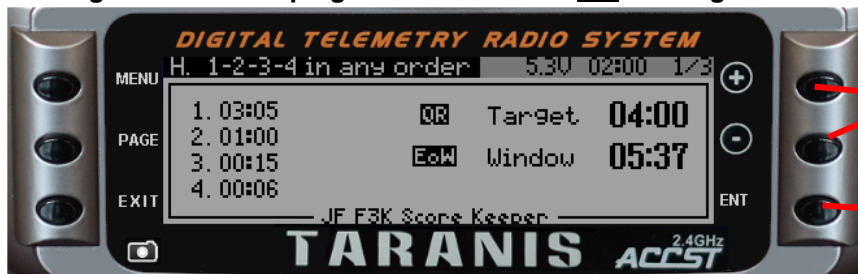 DIGITAL TELEMETRY RADIO SYSTEM
MENU
H. 1-2-3-4 in any order 5.3V 02:00 1/3
+
1. 03:05 QR Target 04:00
PAGE 2. 01:00
-
3. 00:15 EoW Window 05:37
EXIT 4. 00:06 ENT
JF F3K Score Keeper
TARANIS 2.4GHz ACCST